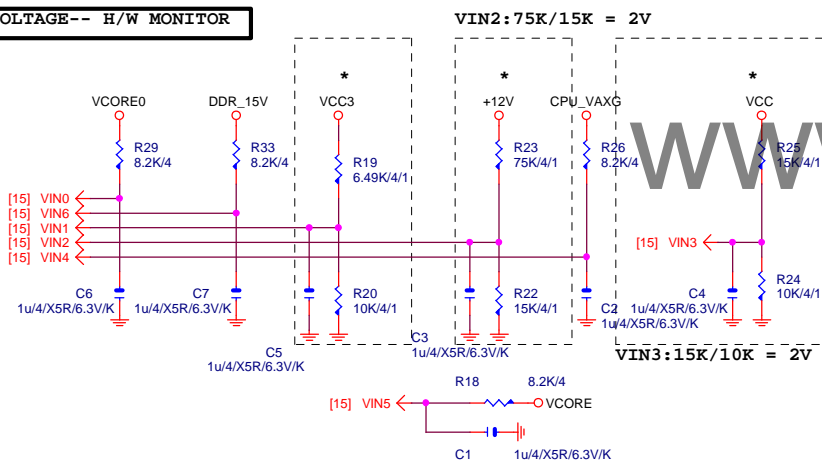 OLTAGE-- H/W MONITOR
VIN2:75K/15K = 2V
*
*
*
VCORE0
DDR_15V
VCC3
+12V
CPU_VAXG
VCC
R29
8.2K/4
R33
8.2K/4
R19
6.49K/4/1
R23
75K/4/1
R26
8.2K/4
R25
15K/4/1
WWW
[15] VIN0
[15] VIN6
[15] VIN1
[15] VIN2
[15] VIN4
[15] VIN3
C6
1u/4/X5R/6.3V/K
C7
1u/4/X5R/6.3V/K
R20
10K/4/1
R22
15K/4/1
C2
1u/4/X5R/6.3V/K
C4
1u/4/X5R/6.3V/K
R24
10K/4/1
C5
1u/4/X5R/6.3V/K
C3
1u/4/X5R/6.3V/K
VIN3:15K/10K = 2V
R18
8.2K/4
[15] VIN5
VCORE
C1
1u/4/X5R/6.3V/K